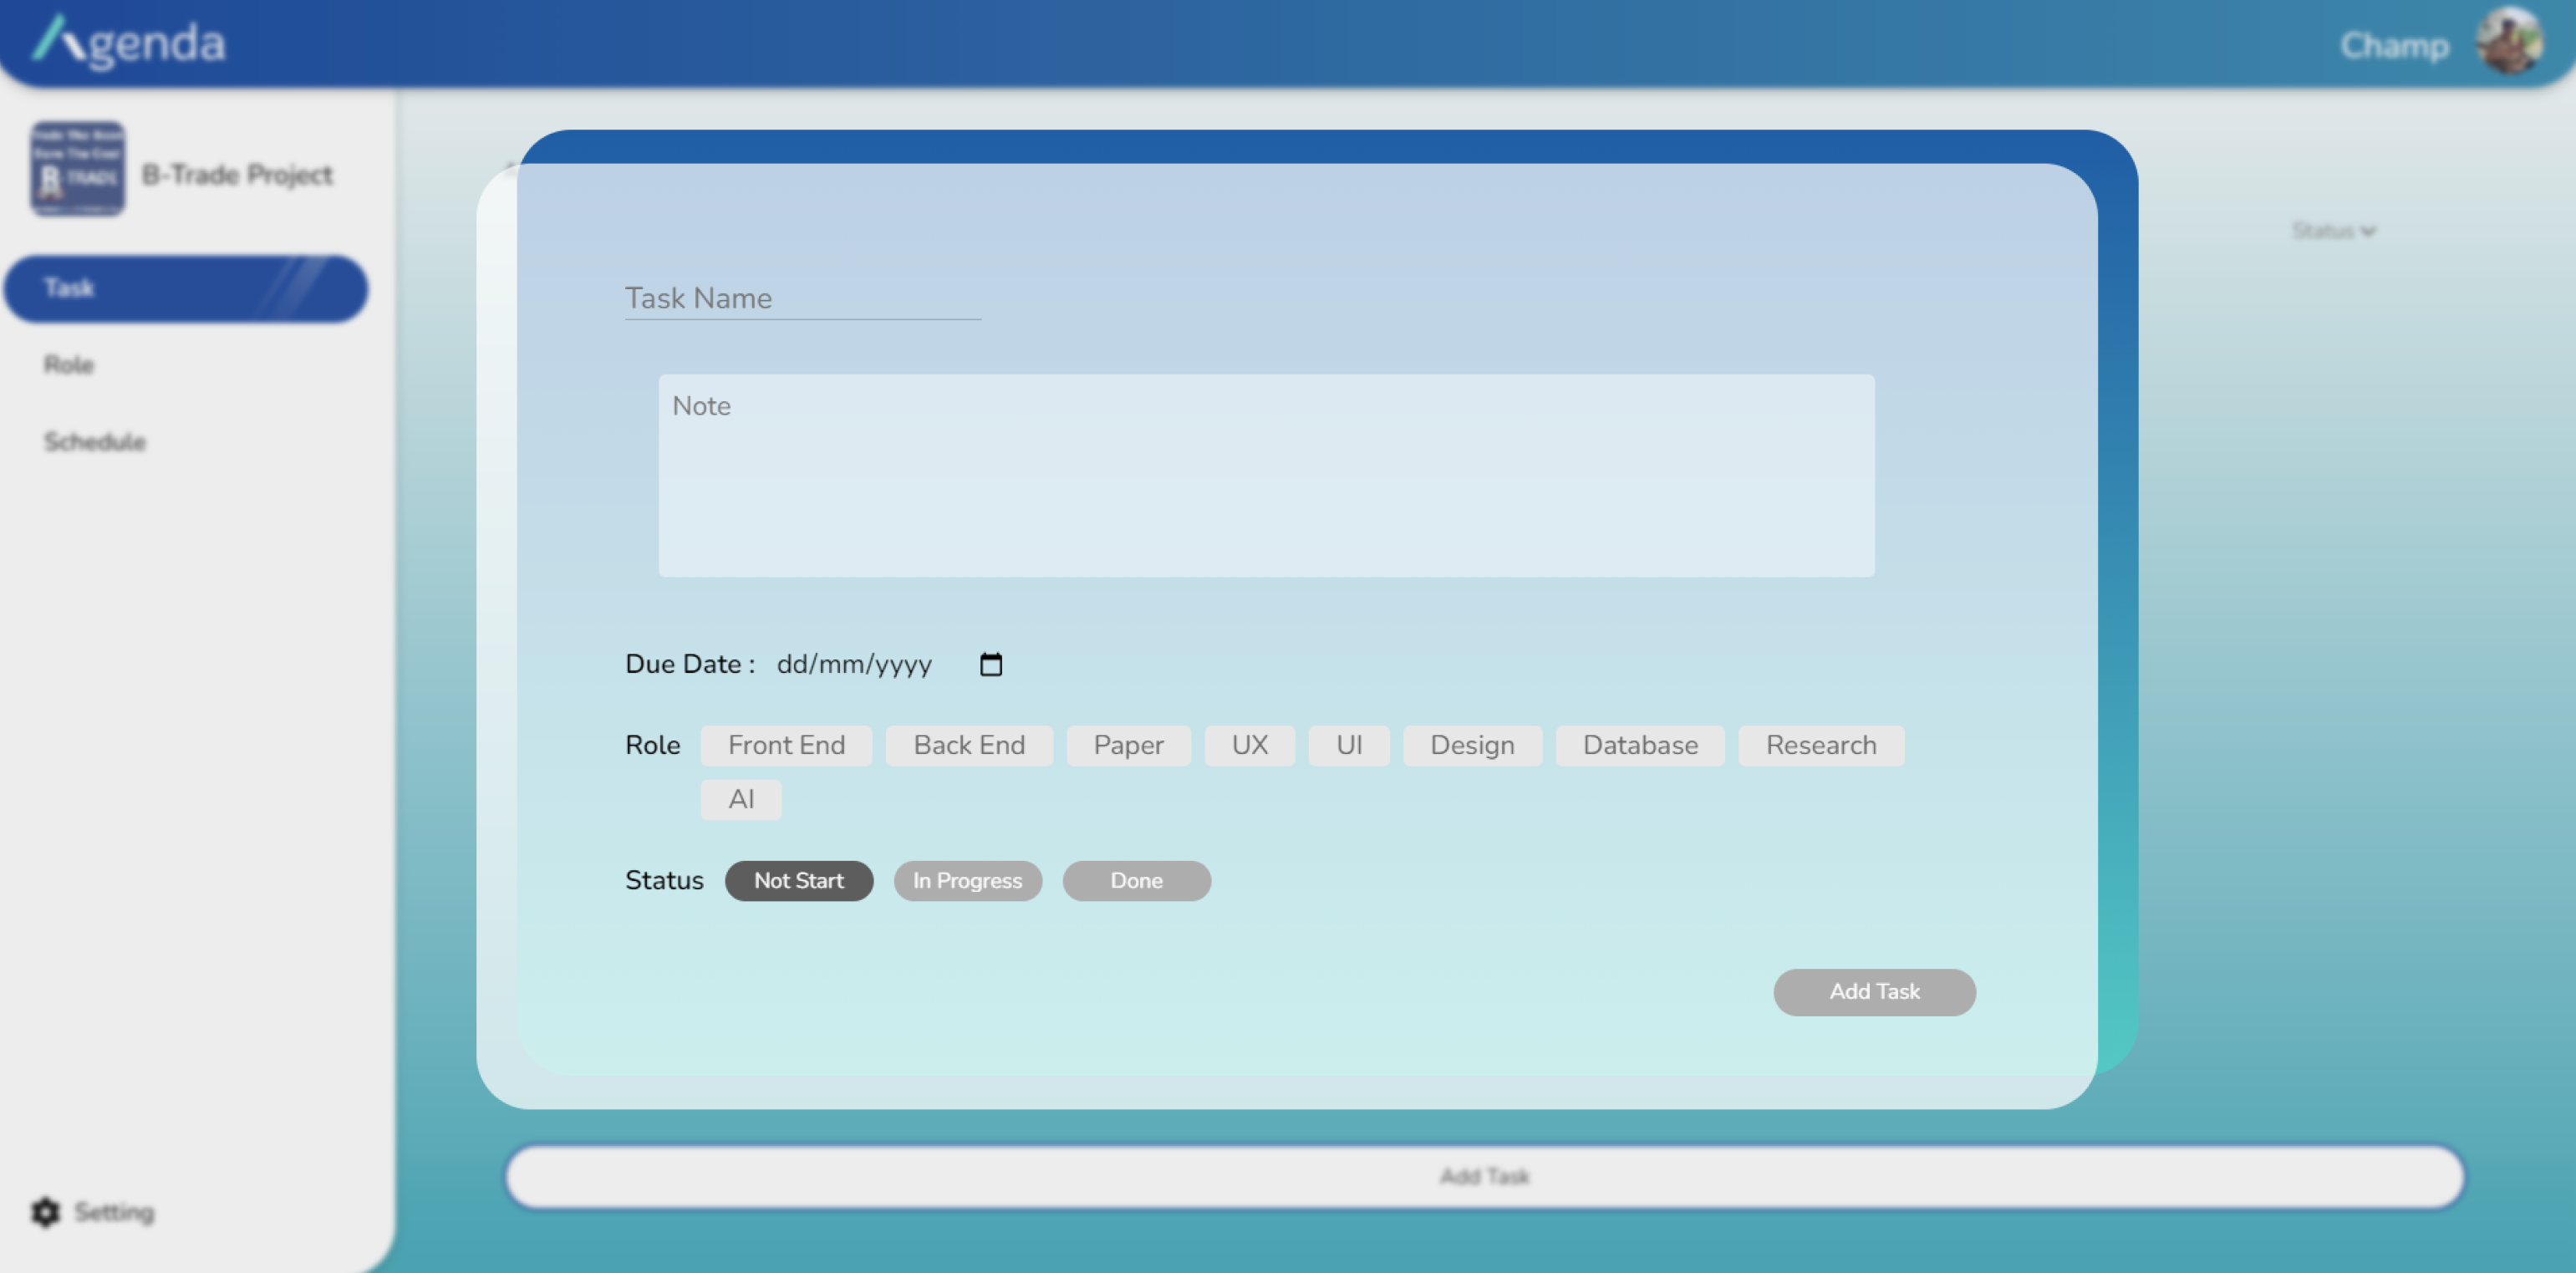 Agenda
Champ
B-Trade Project
Task
Role
Schedule
Setting
Status
Task Name
Note
Due Date : dd/mm/yyyy
Role Front End Back End Paper UX UI Design Database Research
AI
Status Not Start In Progress Done
Add Task
Add Task